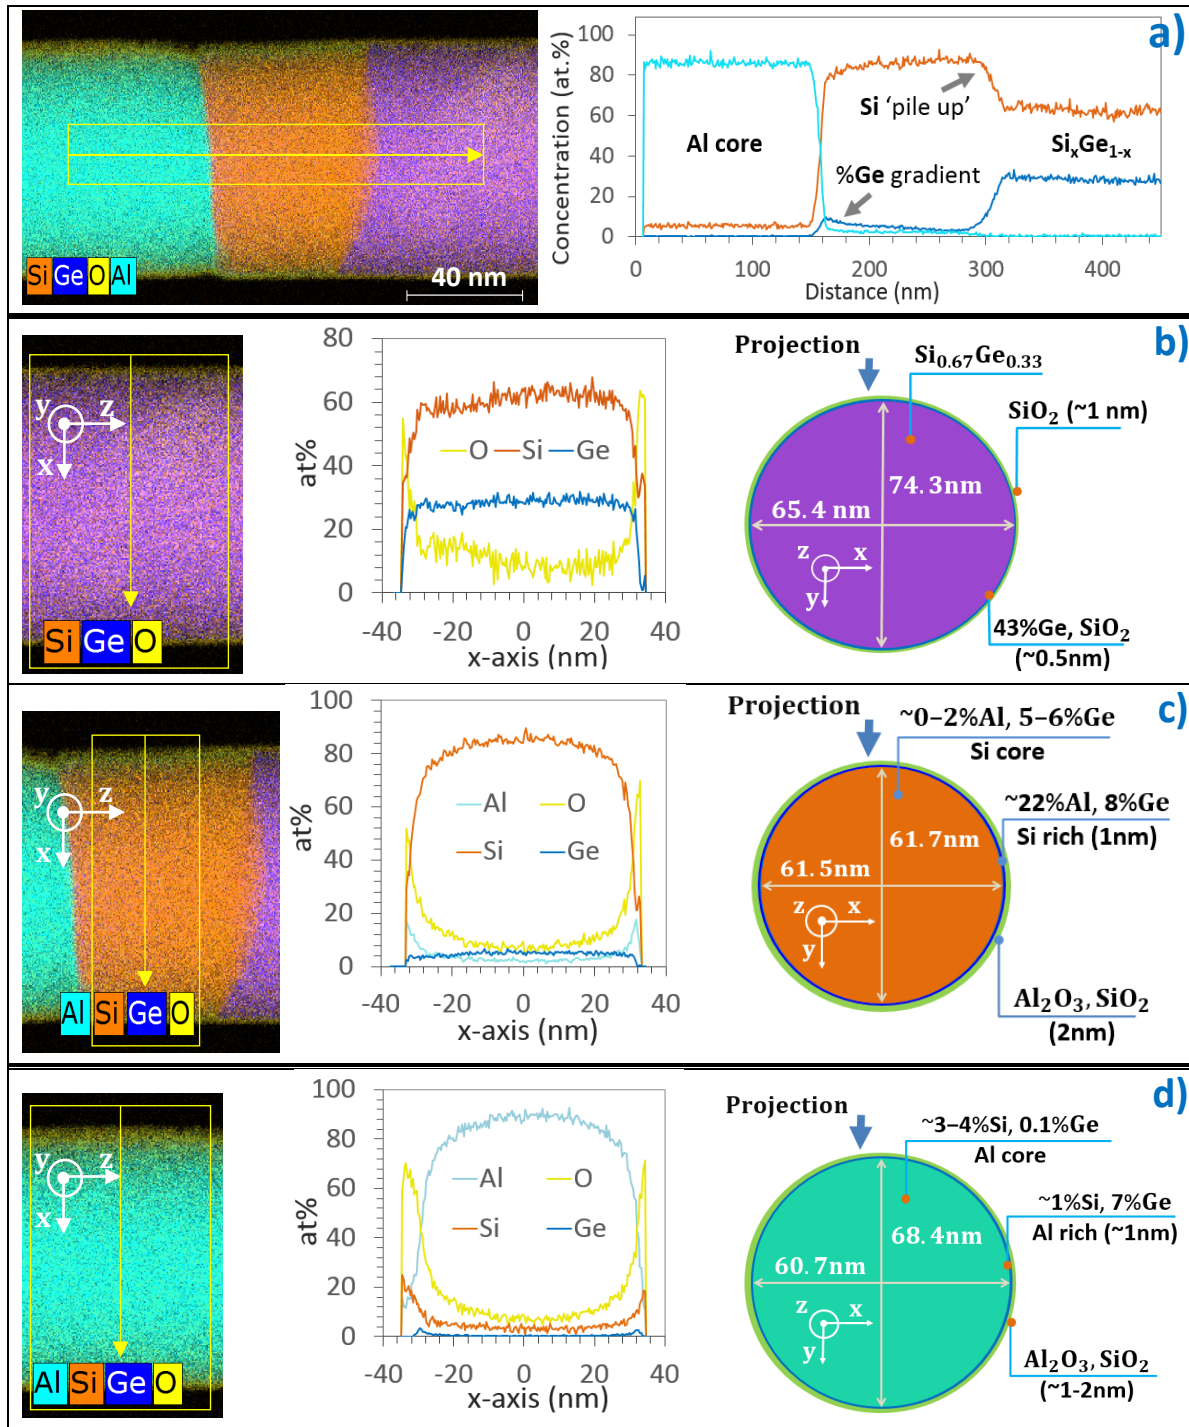 a)
Si Ge O Al
40 nm
Concentration (at.%)
100
80
60
40
20
0
Al core
Si 'pile up'
%Ge gradient
SiₓGe₁₋ₓ
0 100 200 300 400
Distance (nm)
b)
y z
x
Si Ge O
at%
80
60
40
20
0
O Si Ge
-40 -20 0 20 40
x-axis (nm)
Projection
Si₀.₆₇Ge₀.₃₃
SiO₂ (~1 nm)
74.3nm
65.4 nm
z x
y
43%Ge, SiO₂
(~0.5nm)
c)
y z
x
Al Si Ge O
at%
100
80
60
40
20
0
Al O
Si Ge
-40 -20 0 20 40
x-axis (nm)
Projection
~0–2%Al, 5–6%Ge
Si core
~22%Al, 8%Ge
Si rich (1nm)
61.7nm
61.5nm
z x
y
Al₂O₃, SiO₂
(2nm)
d)
y z
x
Al Si Ge O
at%
100
80
60
40
20
0
Al O
Si Ge
-40 -20 0 20 40
x-axis (nm)
Projection
~3–4%Si, 0.1%Ge
Al core
~1%Si, 7%Ge
Al rich (~1nm)
68.4nm
60.7nm
z x
y
Al₂O₃, SiO₂
(~1-2nm)